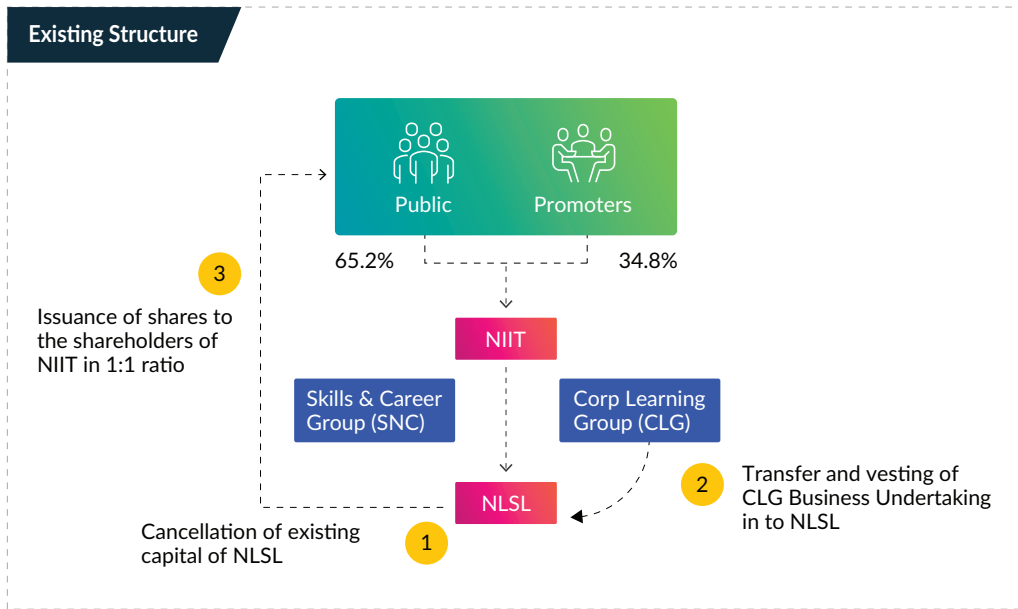 Existing Structure
Public
Promoters
65.2%
34.8%
3
Issuance of shares to
the shareholders of
NIIT in 1:1 ratio
NIIT
Skills & Career
Group (SNC)
Corp Learning
Group (CLG)
NLSL
2
Transfer and vesting of
CLG Business Undertaking
in to NLSL
Cancellation of existing
capital of NLSL
1